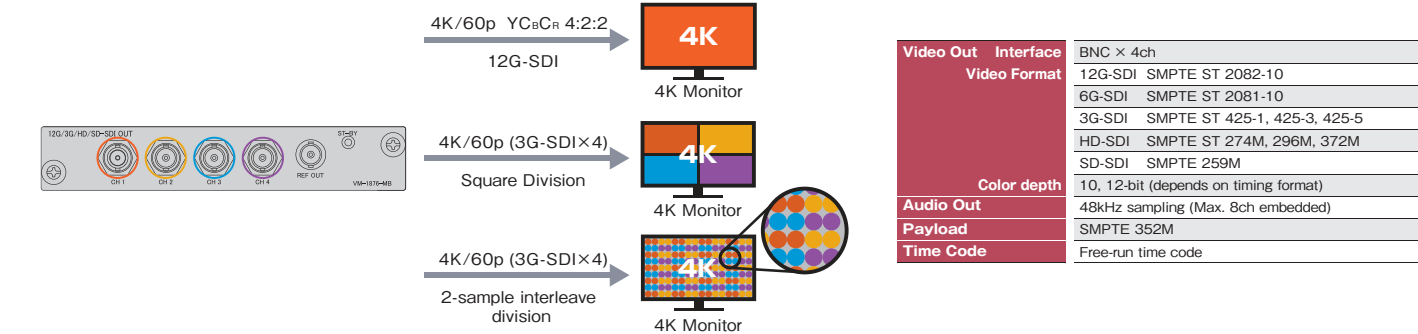 12G/3G/HD/SD-SDI OUT
ST-BY
CH 1
CH 2
CH 3
CH 4
REF OUT
VM-1876-MB
4K/60p YCBCR 4:2:2
12G-SDI
4K
4K Monitor
4K/60p (3G-SDI×4)
Square Division
4K
4K Monitor
4K/60p (3G-SDI×4)
2-sample interleave
division
4K
4K Monitor
Video Out Interface BNC × 4ch
Video Format 12G-SDI SMPTE ST 2082-10
6G-SDI SMPTE ST 2081-10
3G-SDI SMPTE ST 425-1, 425-3, 425-5
HD-SDI SMPTE ST 274M, 296M, 372M
SD-SDI SMPTE 259M
Color depth 10, 12-bit (depends on timing format)
Audio Out 48kHz sampling (Max. 8ch embedded)
Payload SMPTE 352M
Time Code Free-run time code